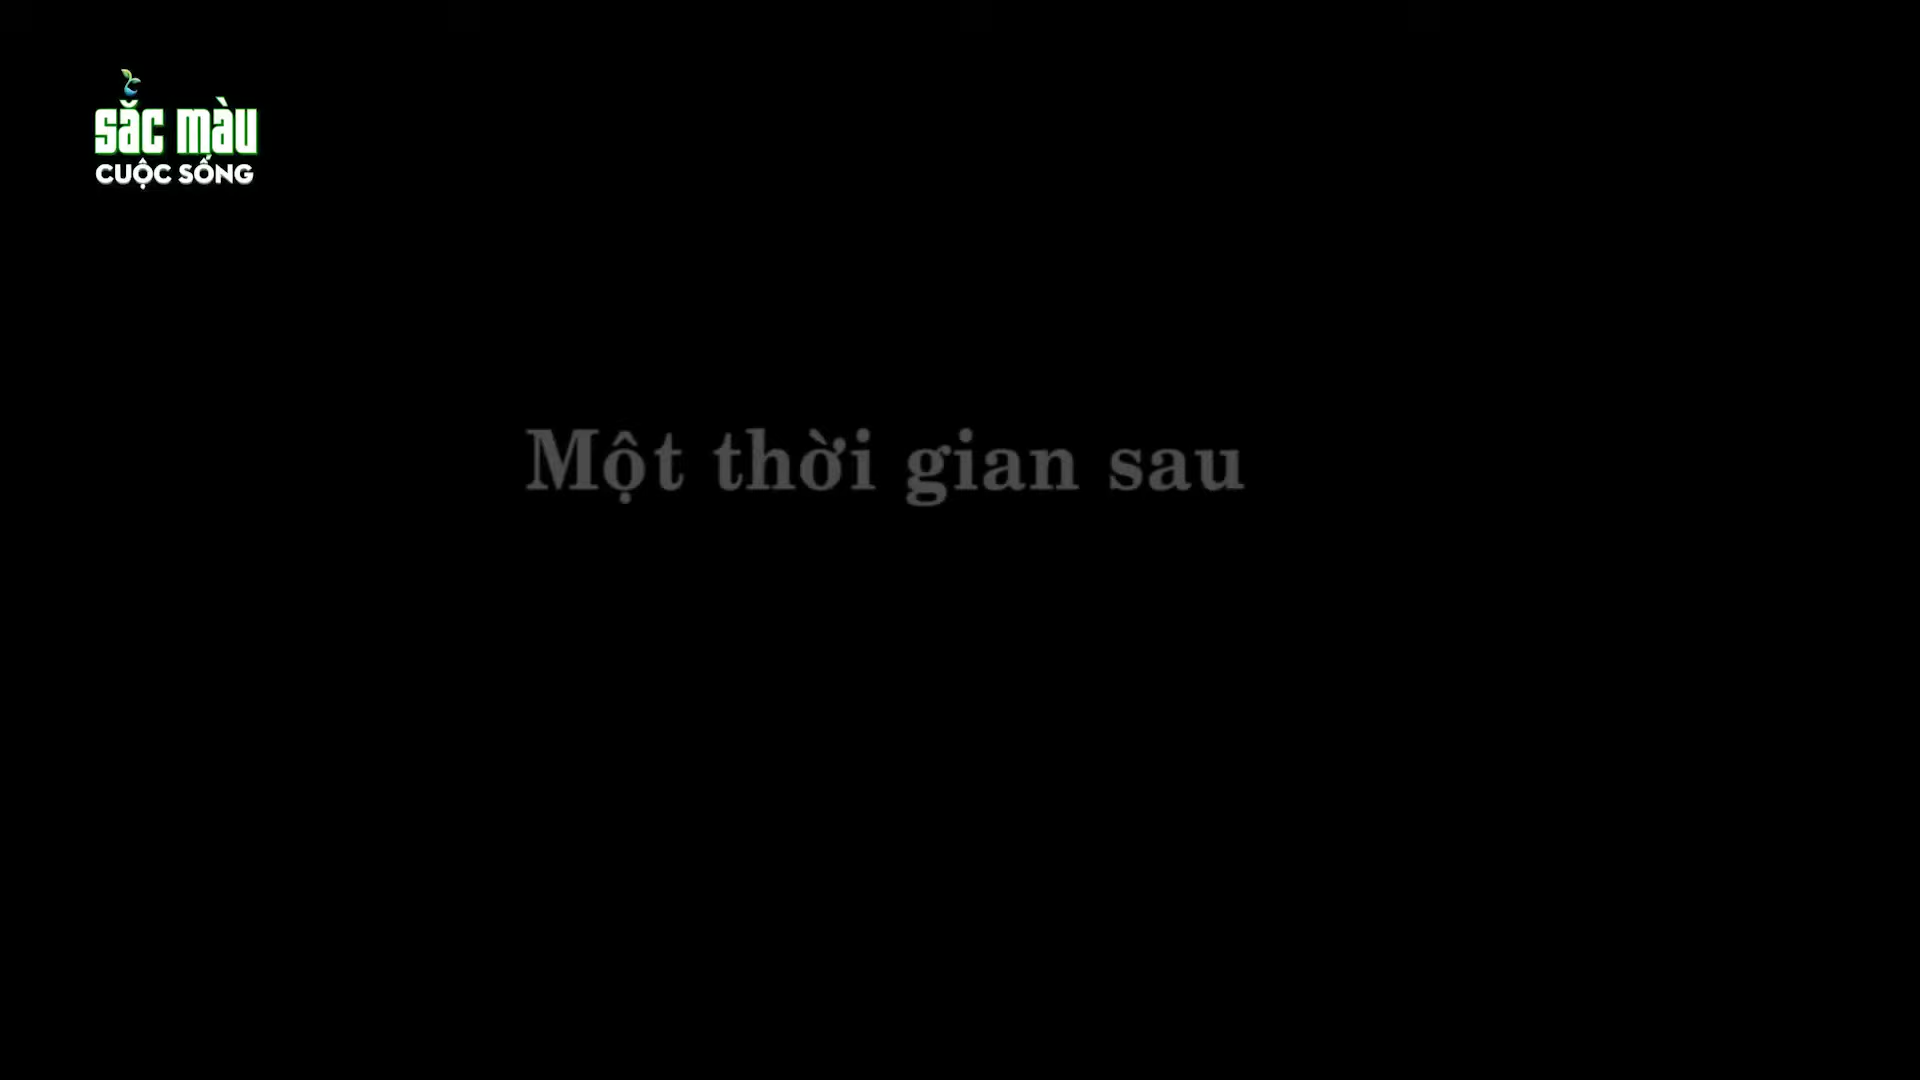 sắc màu
CUỘC SỐNG
Một thời gian sau